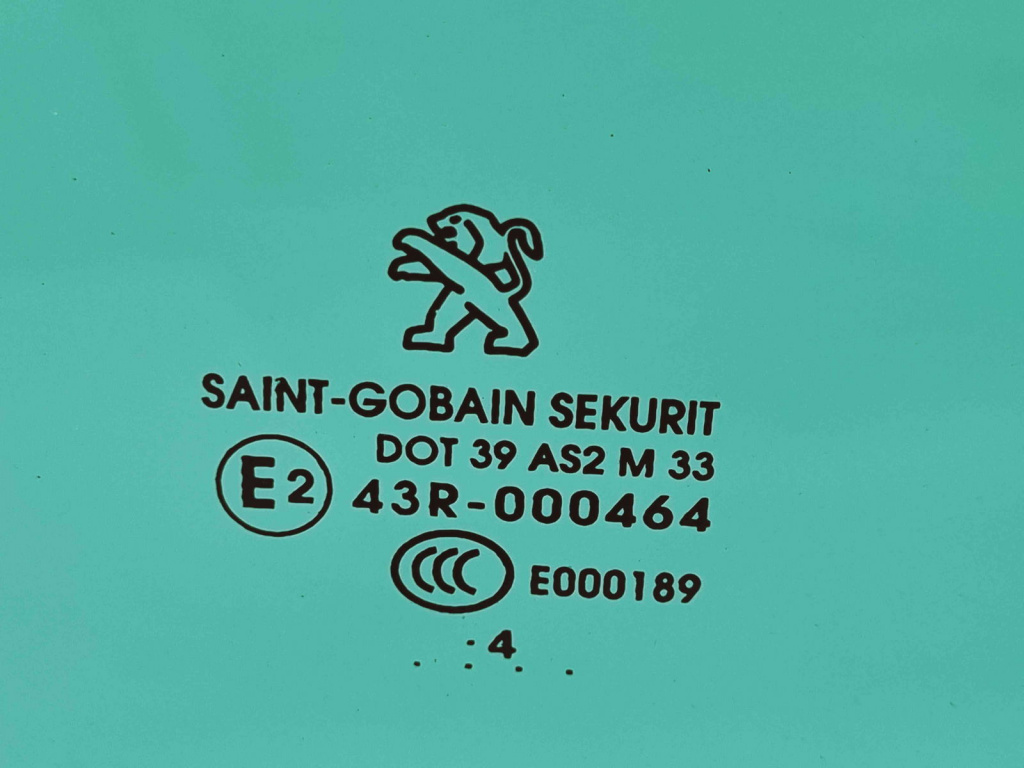 SAINT-GOBAIN SEKURIT
DOT 39 AS2 M 33
E2 43R-000464
CCC E000189
. 4
. . . .